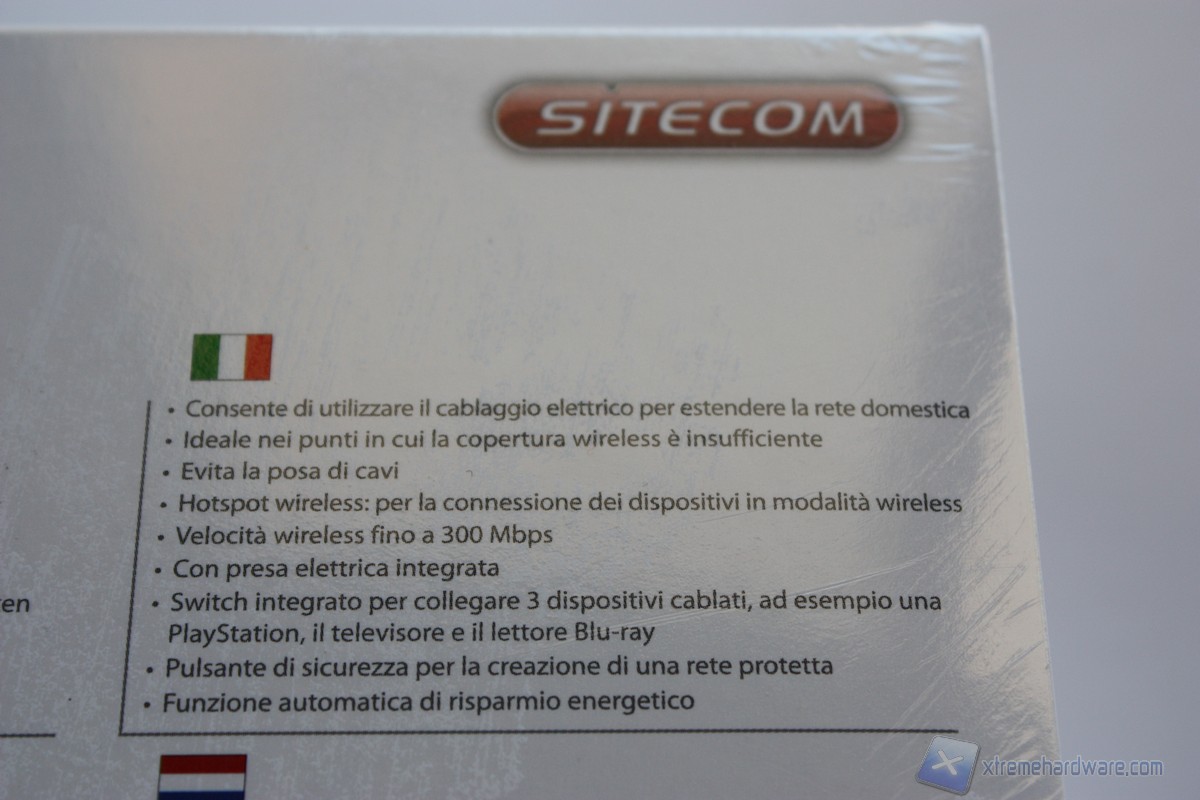 SITECOM
• Consente di utilizzare il cablaggio elettrico per estendere la rete domestica
• Ideale nei punti in cui la copertura wireless è insufficiente
• Evita la posa di cavi
• Hotspot wireless: per la connessione dei dispositivi in modalità wireless
• Velocità wireless fino a 300 Mbps
• Con presa elettrica integrata
• Switch integrato per collegare 3 dispositivi cablati, ad esempio una
PlayStation, il televisore e il lettore Blu-ray
• Pulsante di sicurezza per la creazione di una rete protetta
• Funzione automatica di risparmio energetico
xtremehardware.com